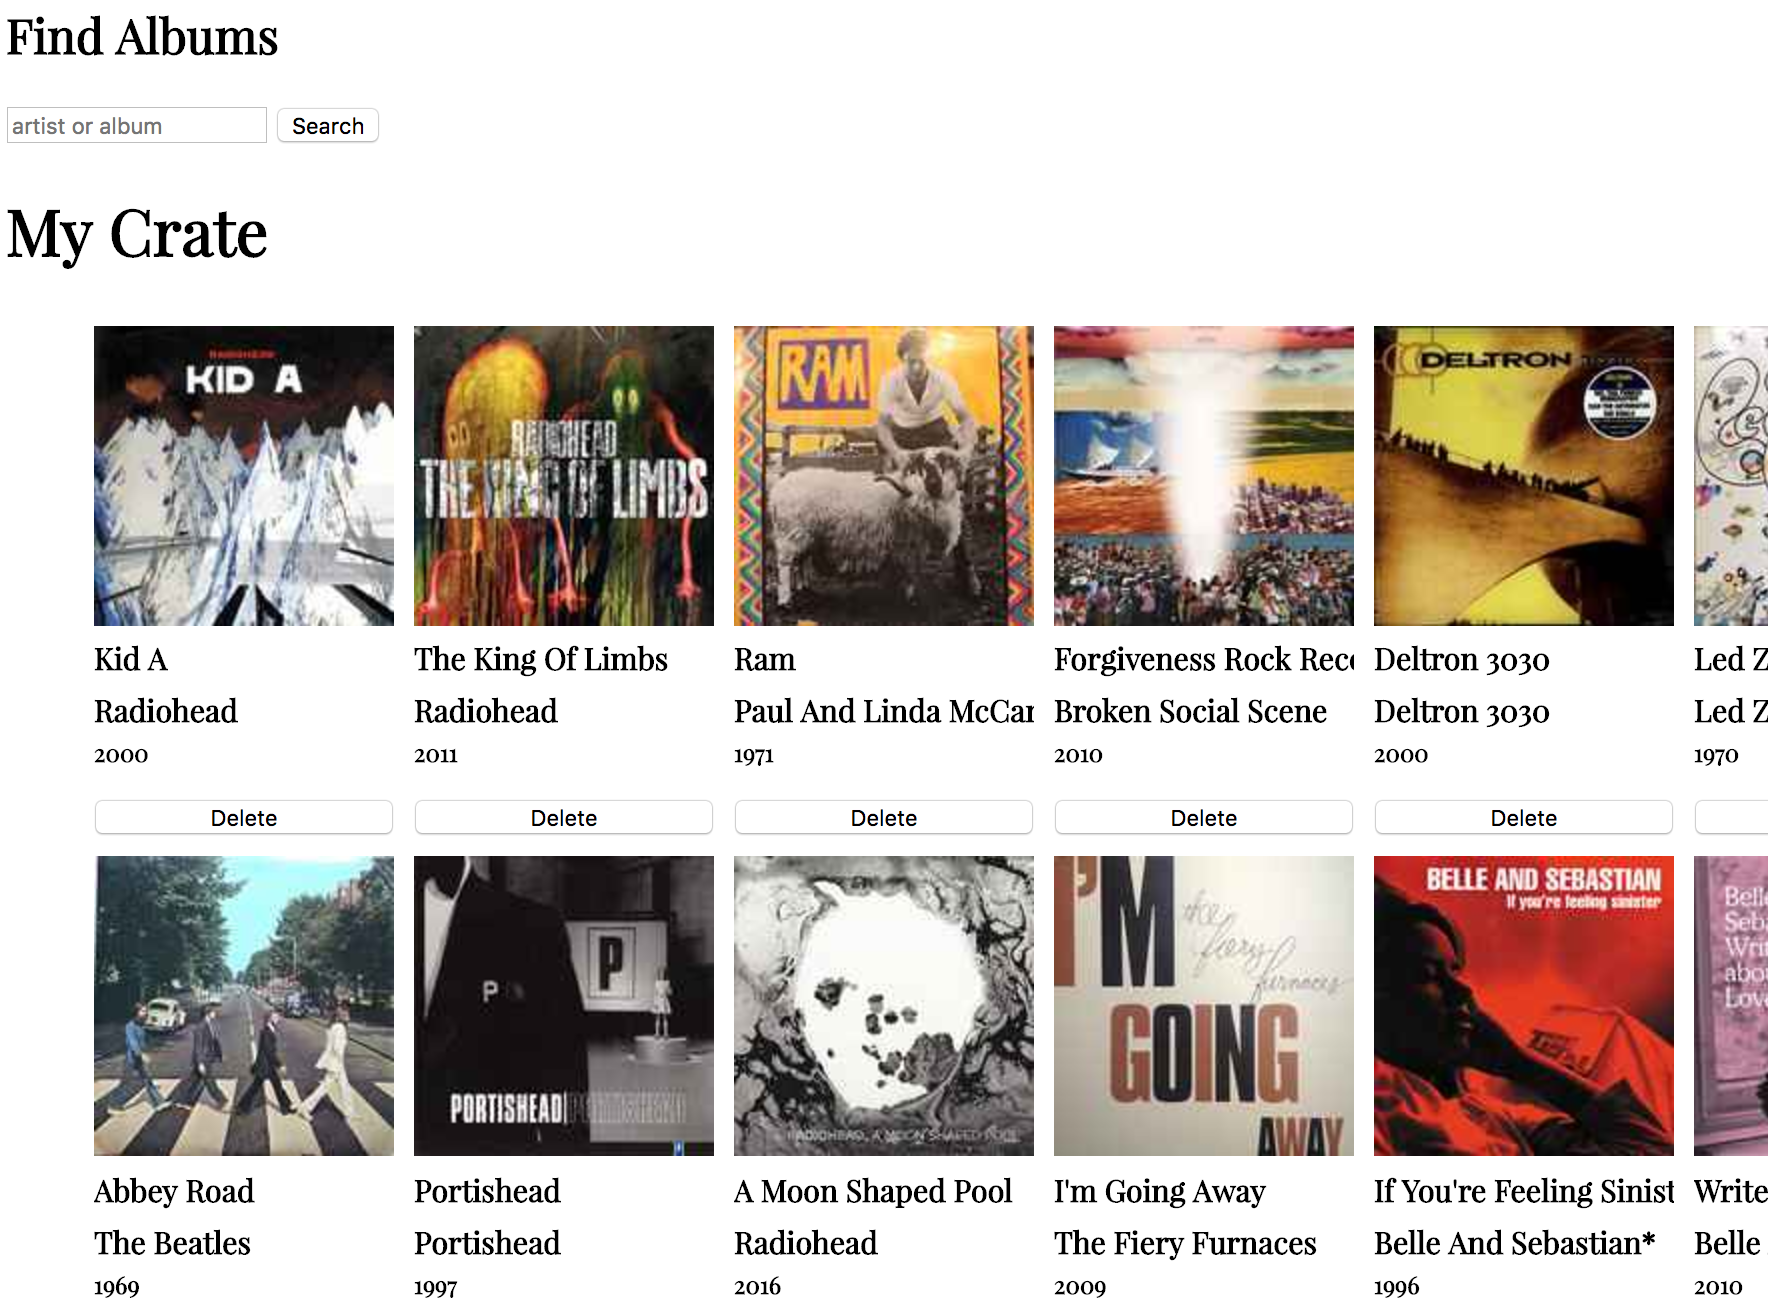 Find Albums
artist or album
Search
My Crate
RADIOHEAD
KID A
RADIOHEAD
THE KING OF LIMBS
RAM
DELTRON
Kid A
The King Of Limbs
Ram
Forgiveness Rock Rec
Deltron 3030
Led Z
Radiohead
Radiohead
Paul And Linda McCar
Broken Social Scene
Deltron 3030
Led Z
2000
2011
1971
2010
2000
1970
Delete
Delete
Delete
Delete
Delete
P
P
PORTISHEAD
RADIOHEAD, A MOON SHAPED POOL
I'M
the
fiery
furnaces
GOING
AWAY
BELLE AND SEBASTIAN
If you're feeling sinister
Belle
Seba
Writ
abou
Love
Abbey Road
Portishead
A Moon Shaped Pool
I'm Going Away
If You're Feeling Sinist
Write
The Beatles
Portishead
Radiohead
The Fiery Furnaces
Belle And Sebastian*
Belle
1969
1997
2016
2009
1996
2010